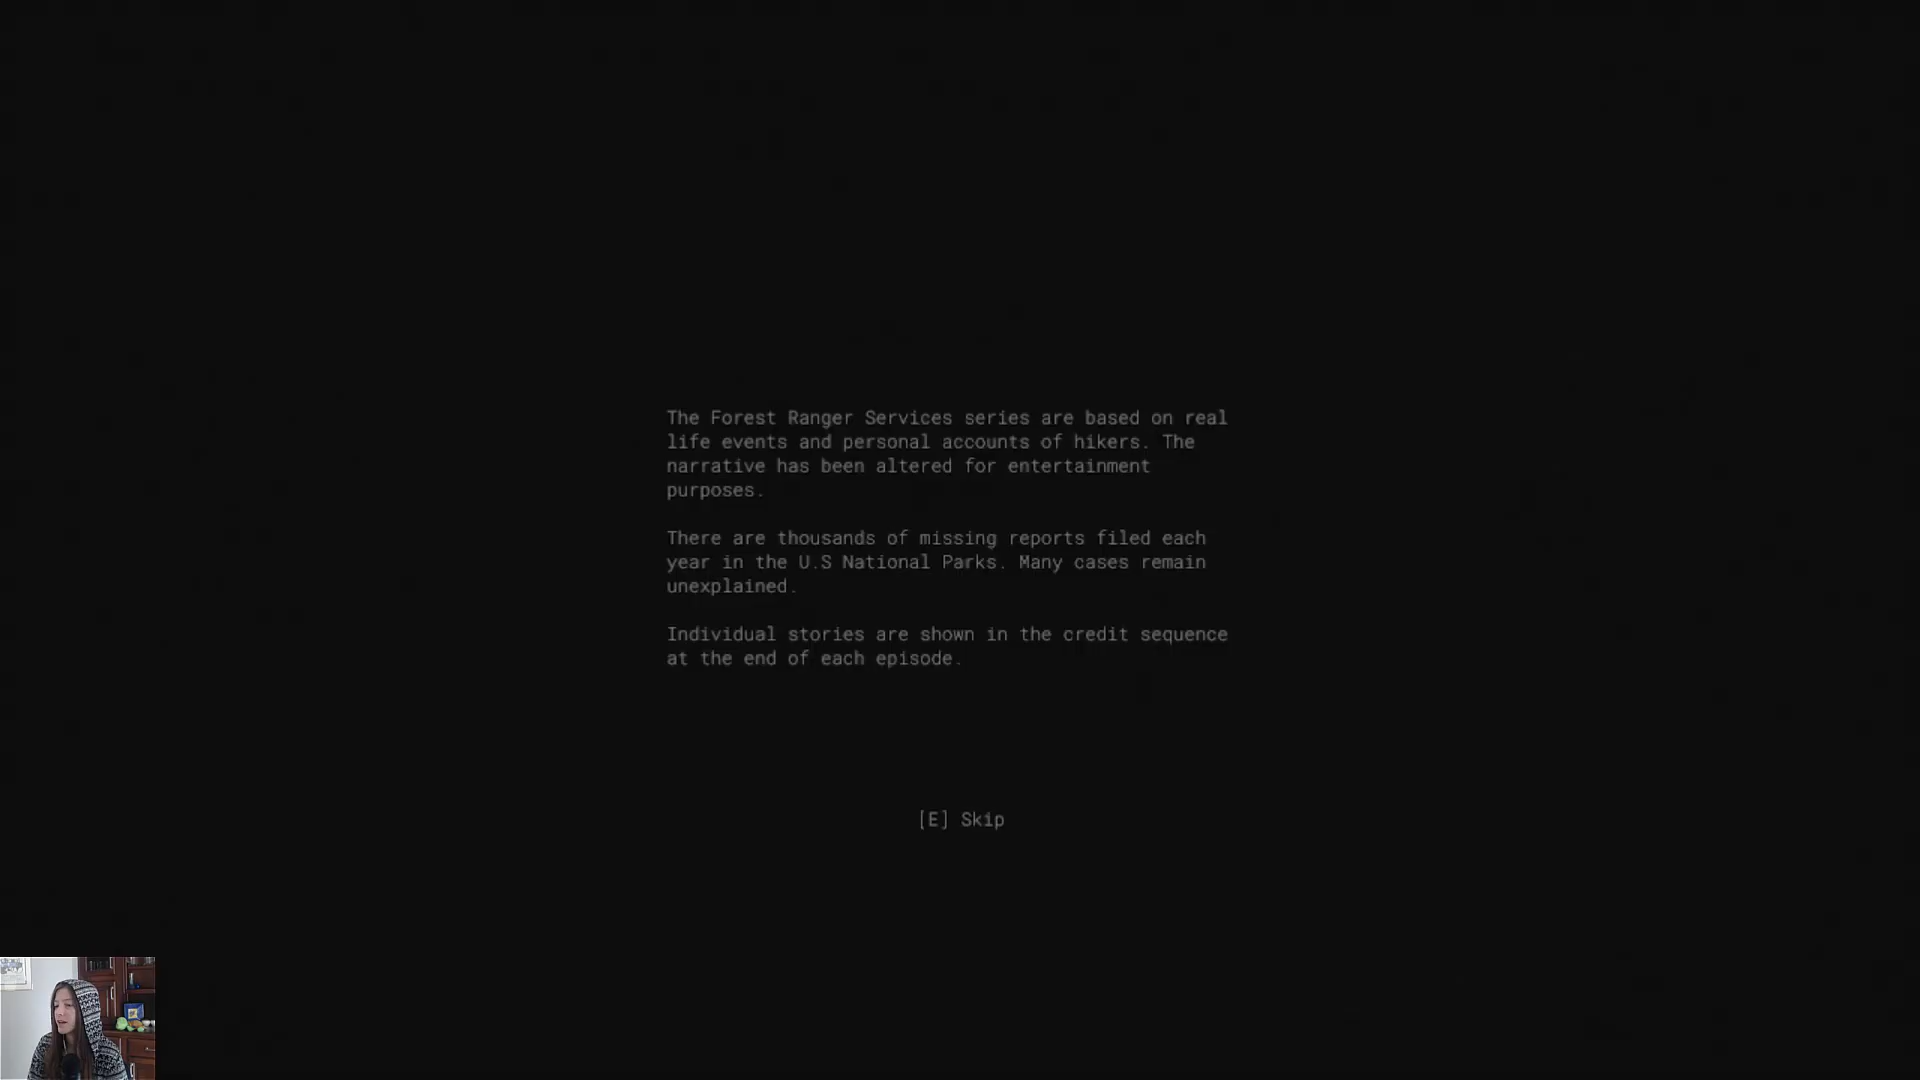 The Forest Ranger Services series are based on real
life events and personal accounts of hikers. The
narrative has been altered for entertainment
purposes.
There are thousands of missing reports filed each
year in the U.S National Parks. Many cases remain
unexplained.
Individual stories are shown in the credit sequence
at the end of each episode.
[E] Skip